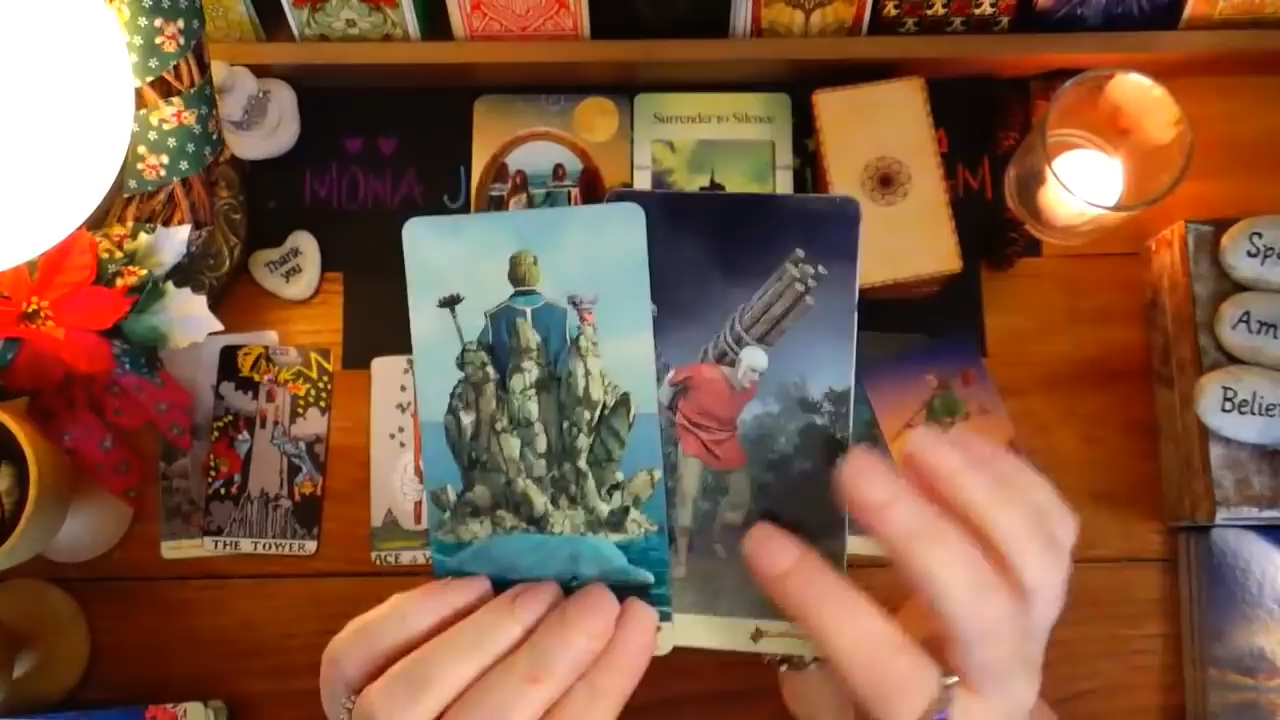 Surrender to Silence
MONA J
M
Thank
you
Sp
Am
Belie
THE TOWER.
ACE